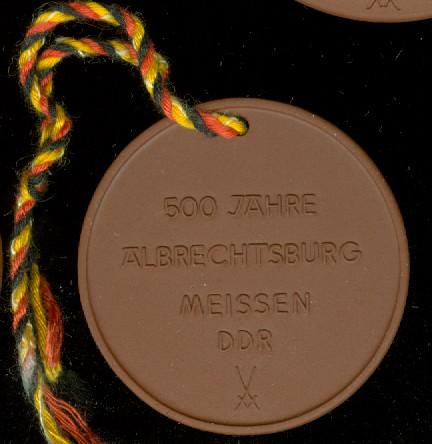 500 JAHRE
ALBRECHTSBURG
MEISSEN
DDR